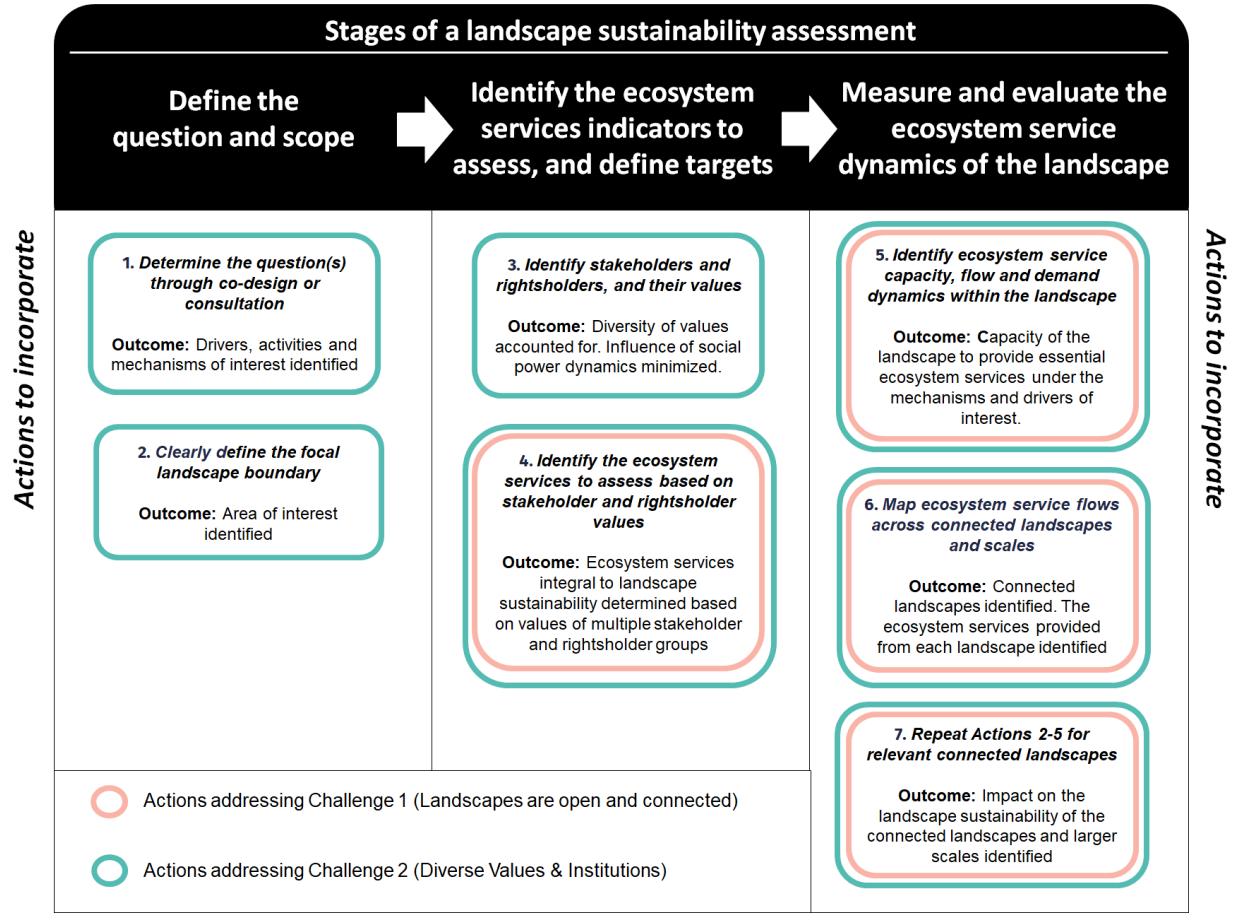 Stages of a landscape sustainability assessment
Define the
question and scope
Identify the ecosystem
services indicators to
assess, and define targets
Measure and evaluate the
ecosystem service
dynamics of the landscape
Actions to incorporate
1. Determine the question(s)
through co-design or
consultation
Outcome: Drivers, activities and
mechanisms of interest identified
2. Clearly define the focal
landscape boundary
Outcome: Area of interest
identified
3. Identify stakeholders and
rightsholders, and their values
Outcome: Diversity of values
accounted for. Influence of social
power dynamics minimized.
4. Identify the ecosystem
services to assess based on
stakeholder and rightsholder
values
Outcome: Ecosystem services
integral to landscape
sustainability determined based
on values of multiple stakeholder
and rightsholder groups
5. Identify ecosystem service
capacity, flow and demand
dynamics within the landscape
Outcome: Capacity of the
landscape to provide essential
ecosystem services under the
mechanisms and drivers of
interest.
6. Map ecosystem service flows
across connected landscapes
and scales
Outcome: Connected
landscapes identified. The
ecosystem services provided
from each landscape identified
7. Repeat Actions 2-5 for
relevant connected landscapes
Outcome: Impact on the
landscape sustainability of the
connected landscapes and larger
scales identified
Actions to incorporate
Actions addressing Challenge 1 (Landscapes are open and connected)
Actions addressing Challenge 2 (Diverse Values & Institutions)